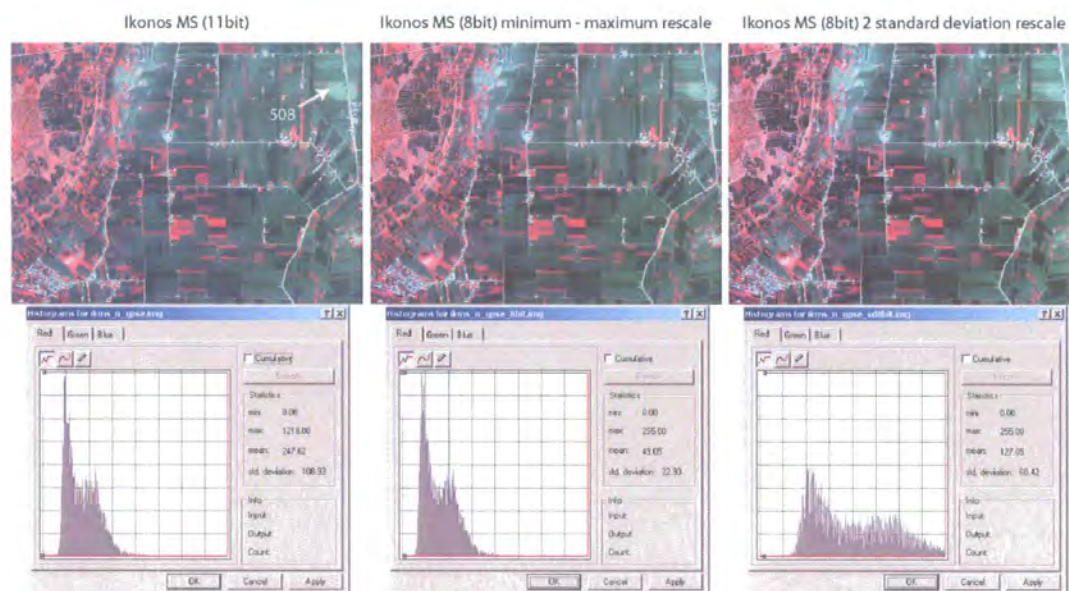 Ikonos MS (11bit)
Ikonos MS (8bit) minimum - maximum rescale
Ikonos MS (8bit) 2 standard deviation rescale
508
Red Green Blue
Cumulative
Statistics
min: 0.00
max: 1218.00
mean: 247.62
std. deviation: 108.93
Info
Input:
Output:
Count:
OK Cancel Apply
Red Green Blue
Cumulative
Statistics
min: 0.00
max: 255.00
mean:
std. deviation: 22.93
Info
Input:
Output:
Count:
OK Cancel Apply
Red Green Blue
Cumulative
Statistics
min: 0.00
max: 255.00
mean:
std. deviation:
Info
Input:
Output:
Count:
OK Cancel Apply